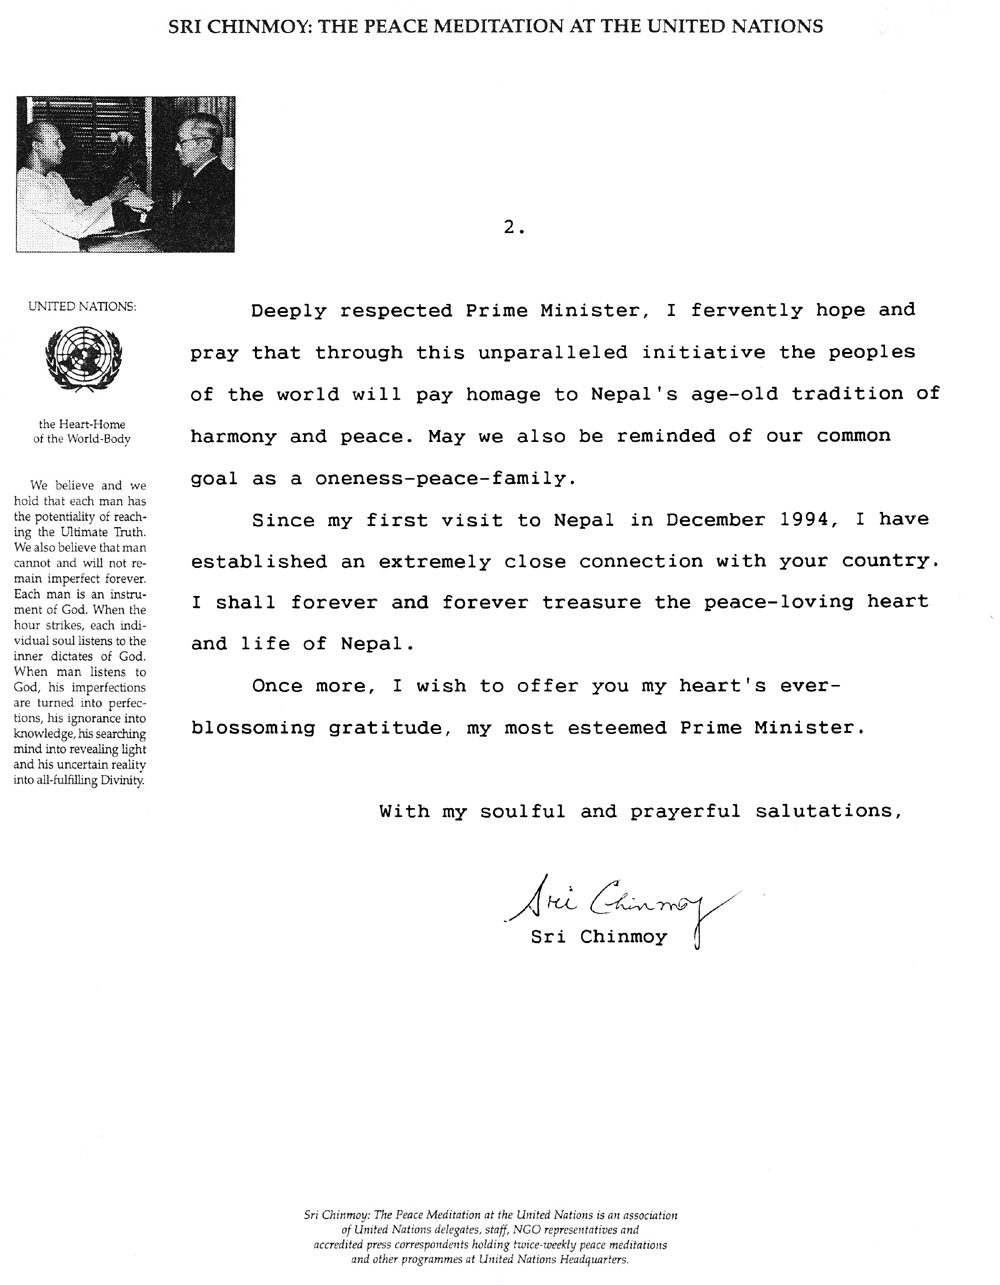 SRI CHINMOY: THE PEACE MEDITATION AT THE UNITED NATIONS
2.
UNITED NATIONS:
the Heart-Home
of the World-Body
We believe and we
hold that each man has
the potentiality of reach-
ing the Ultimate Truth.
We also believe that man
cannot and will not re-
main imperfect forever.
Each man is an instru-
ment of God. When the
hour strikes, each indi-
vidual soul listens to the
inner dictates of God.
When man listens to
God, his imperfections
are turned into perfec-
tions, his ignorance into
knowledge, his searching
mind into revealing light
and his uncertain reality
into all-fulfilling Divinity.
Deeply respected Prime Minister, I fervently hope and
pray that through this unparalleled initiative the peoples
of the world will pay homage to Nepal's age-old tradition of
harmony and peace. May we also be reminded of our common
goal as a oneness-peace-family.
Since my first visit to Nepal in December 1994, I have
established an extremely close connection with your country.
I shall forever and forever treasure the peace-loving heart
and life of Nepal.
Once more, I wish to offer you my heart's ever-
blossoming gratitude, my most esteemed Prime Minister.
With my soulful and prayerful salutations,
Sri Chinmoy
Sri Chinmoy
Sri Chinmoy: The Peace Meditation at the United Nations is an association
of United Nations delegates, staff, NGO representatives and
accredited press correspondents holding twice-weekly peace meditations
and other programmes at United Nations Headquarters.